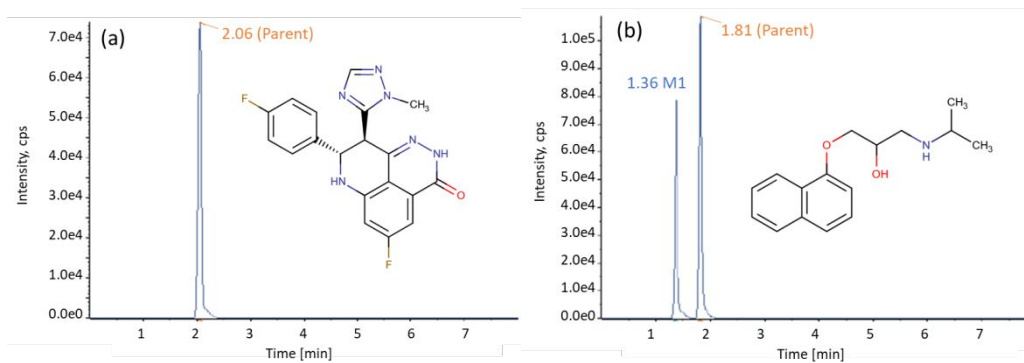 (a)
2.06 (Parent)
7.0e4
6.0e4
5.0e4
4.0e4
3.0e4
2.0e4
1.0e4
0.0e0
Intensity, cps
1 2 3 4 5 6 7
Time [min]
F
N
N
N
CH3
N
NH
HN
O
F
(b)
1.81 (Parent)
1.36 M1
1.0e5
9.0e4
8.0e4
7.0e4
6.0e4
5.0e4
4.0e4
3.0e4
2.0e4
1.0e4
0.0e0
Intensity, cps
1 2 3 4 5 6 7
Time [min]
CH3
O
N
H
CH3
OH